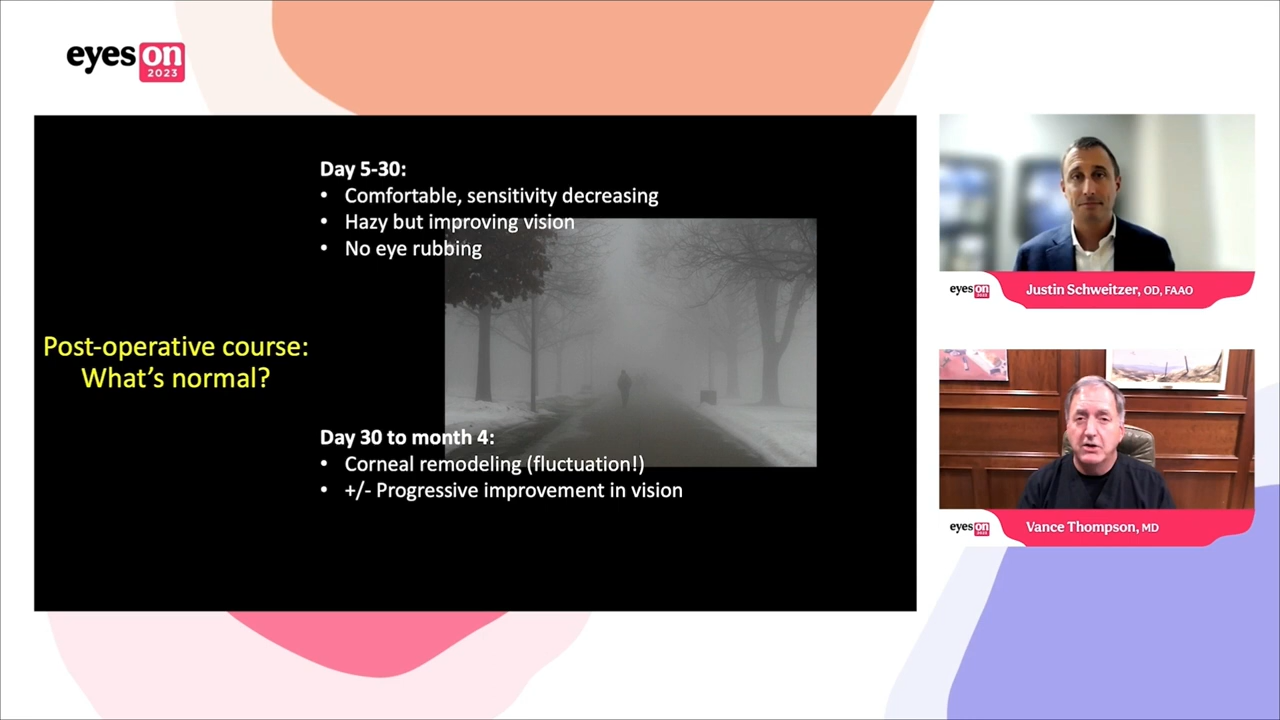 eyes on
2023
Day 5-30:
• Comfortable, sensitivity decreasing
• Hazy but improving vision
• No eye rubbing
Post-operative course:
What's normal?
Day 30 to month 4:
• Corneal remodeling (fluctuation!)
• +/- Progressive improvement in vision
eyes on
2023
Justin Schweitzer, OD, FAAO
eyes on
2023
Vance Thompson, MD